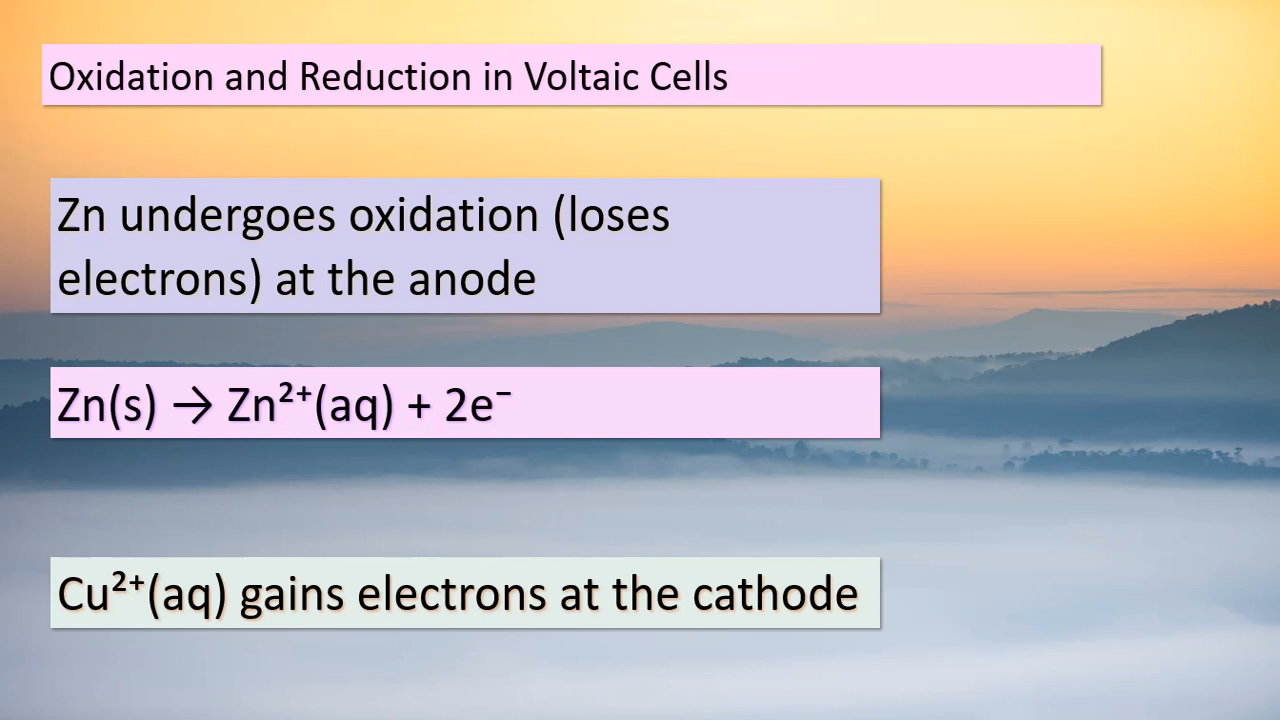 Oxidation and Reduction in Voltaic Cells
Zn undergoes oxidation (loses
electrons) at the anode
Zn(s) → Zn²⁺(aq) + 2e⁻
Cu²⁺(aq) gains electrons at the cathode